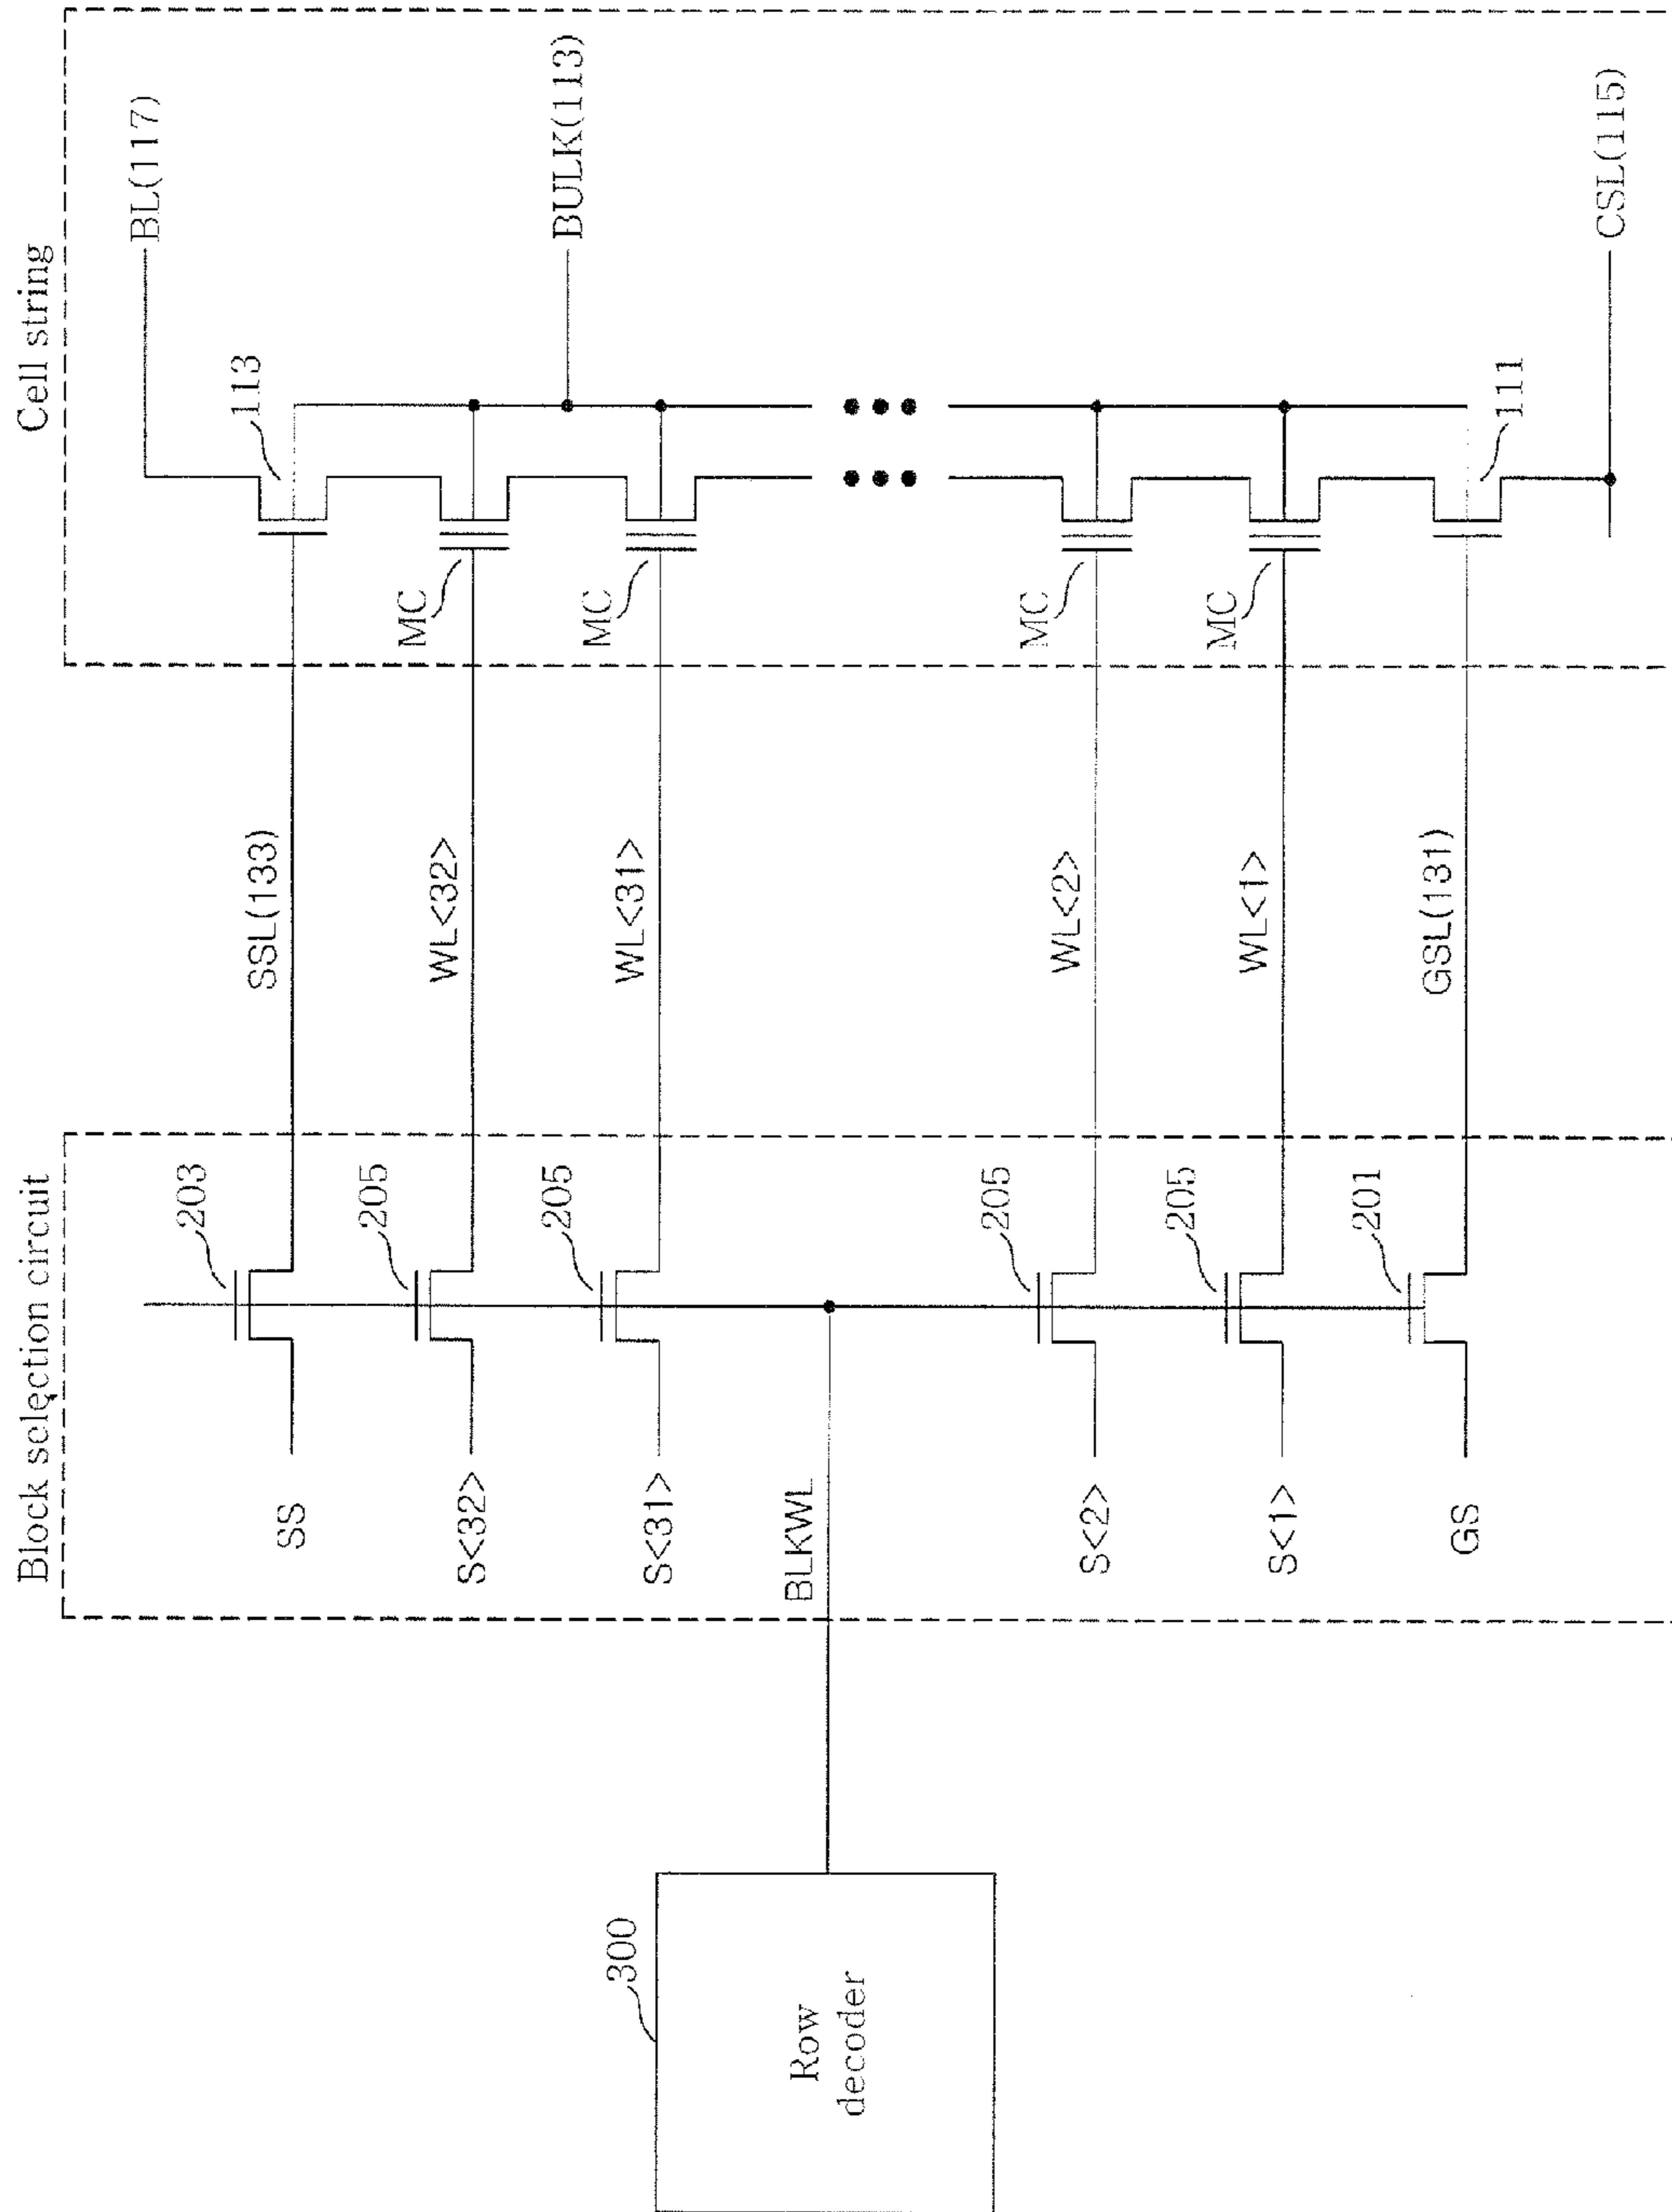 Block selection circuit
Cell string
Row
decoder
300
BLKWL
SS
203
SSL(133)
113
BL(117)
S<32>
205
WL<32>
MC
BULK(113)
S<31>
205
WL<31>
MC
S<2>
205
WL<2>
MC
S<1>
205
WL<1>
MC
GS
201
GSL(131)
111
CSL(115)